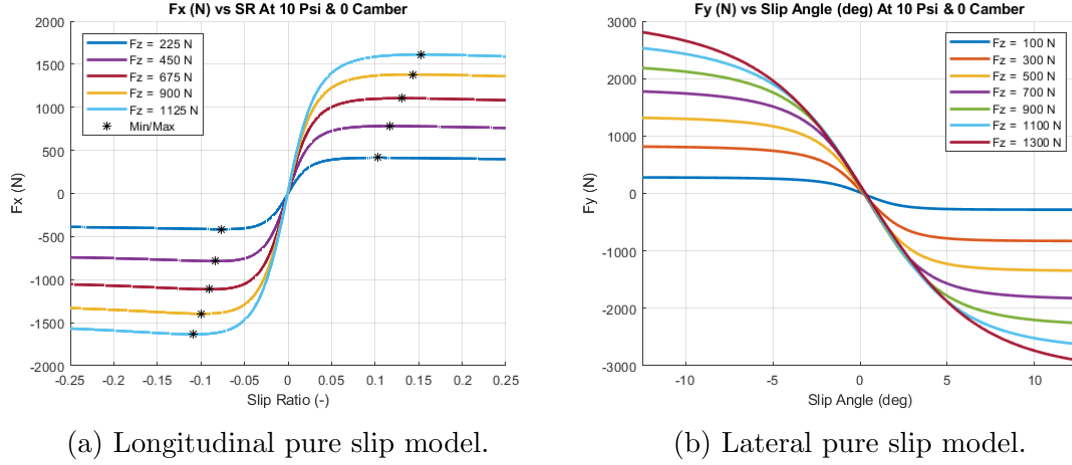 Fx (N) vs SR At 10 Psi & 0 Camber
2000
1500
1000
500
0
-500
-1000
-1500
-2000
Fx (N)
Fz = 225 N
Fz = 450 N
Fz = 675 N
Fz = 900 N
Fz = 1125 N
Min/Max
-0.25
-0.2
-0.15
-0.1
-0.05
0
0.05
0.1
0.15
0.2
0.25
Slip Ratio (-)
(a) Longitudinal pure slip model.
Fy (N) vs Slip Angle (deg) At 10 Psi & 0 Camber
3000
2000
1000
0
-1000
-2000
-3000
Fy (N)
Fz = 100 N
Fz = 300 N
Fz = 500 N
Fz = 700 N
Fz = 900 N
Fz = 1100 N
Fz = 1300 N
-10
-5
0
5
10
Slip Angle (deg)
(b) Lateral pure slip model.